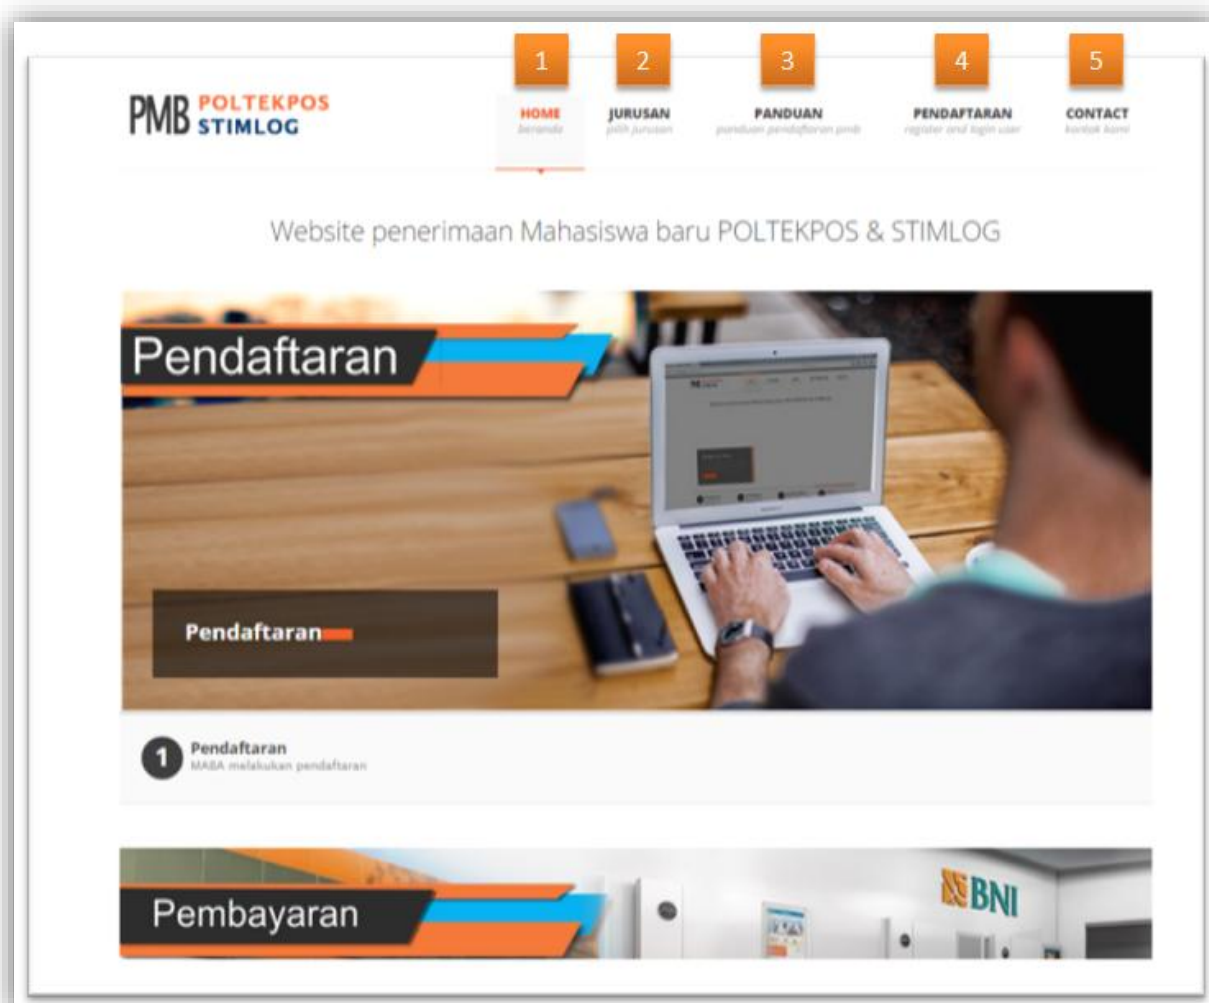 1 2 3 4 5
PMB POLTEKPOS
STIMLOG
HOME JURUSAN PANDUAN PENDAFTARAN CONTACT
beranda pilih jurusan panduan pendaftaran pmb register and login user kontak kami
Website penerimaan Mahasiswa baru POLTEKPOS & STIMLOG
Pendaftaran
Pendaftaran
1 Pendaftaran
MABA melakukan pendaftaran
Pembayaran
BNI